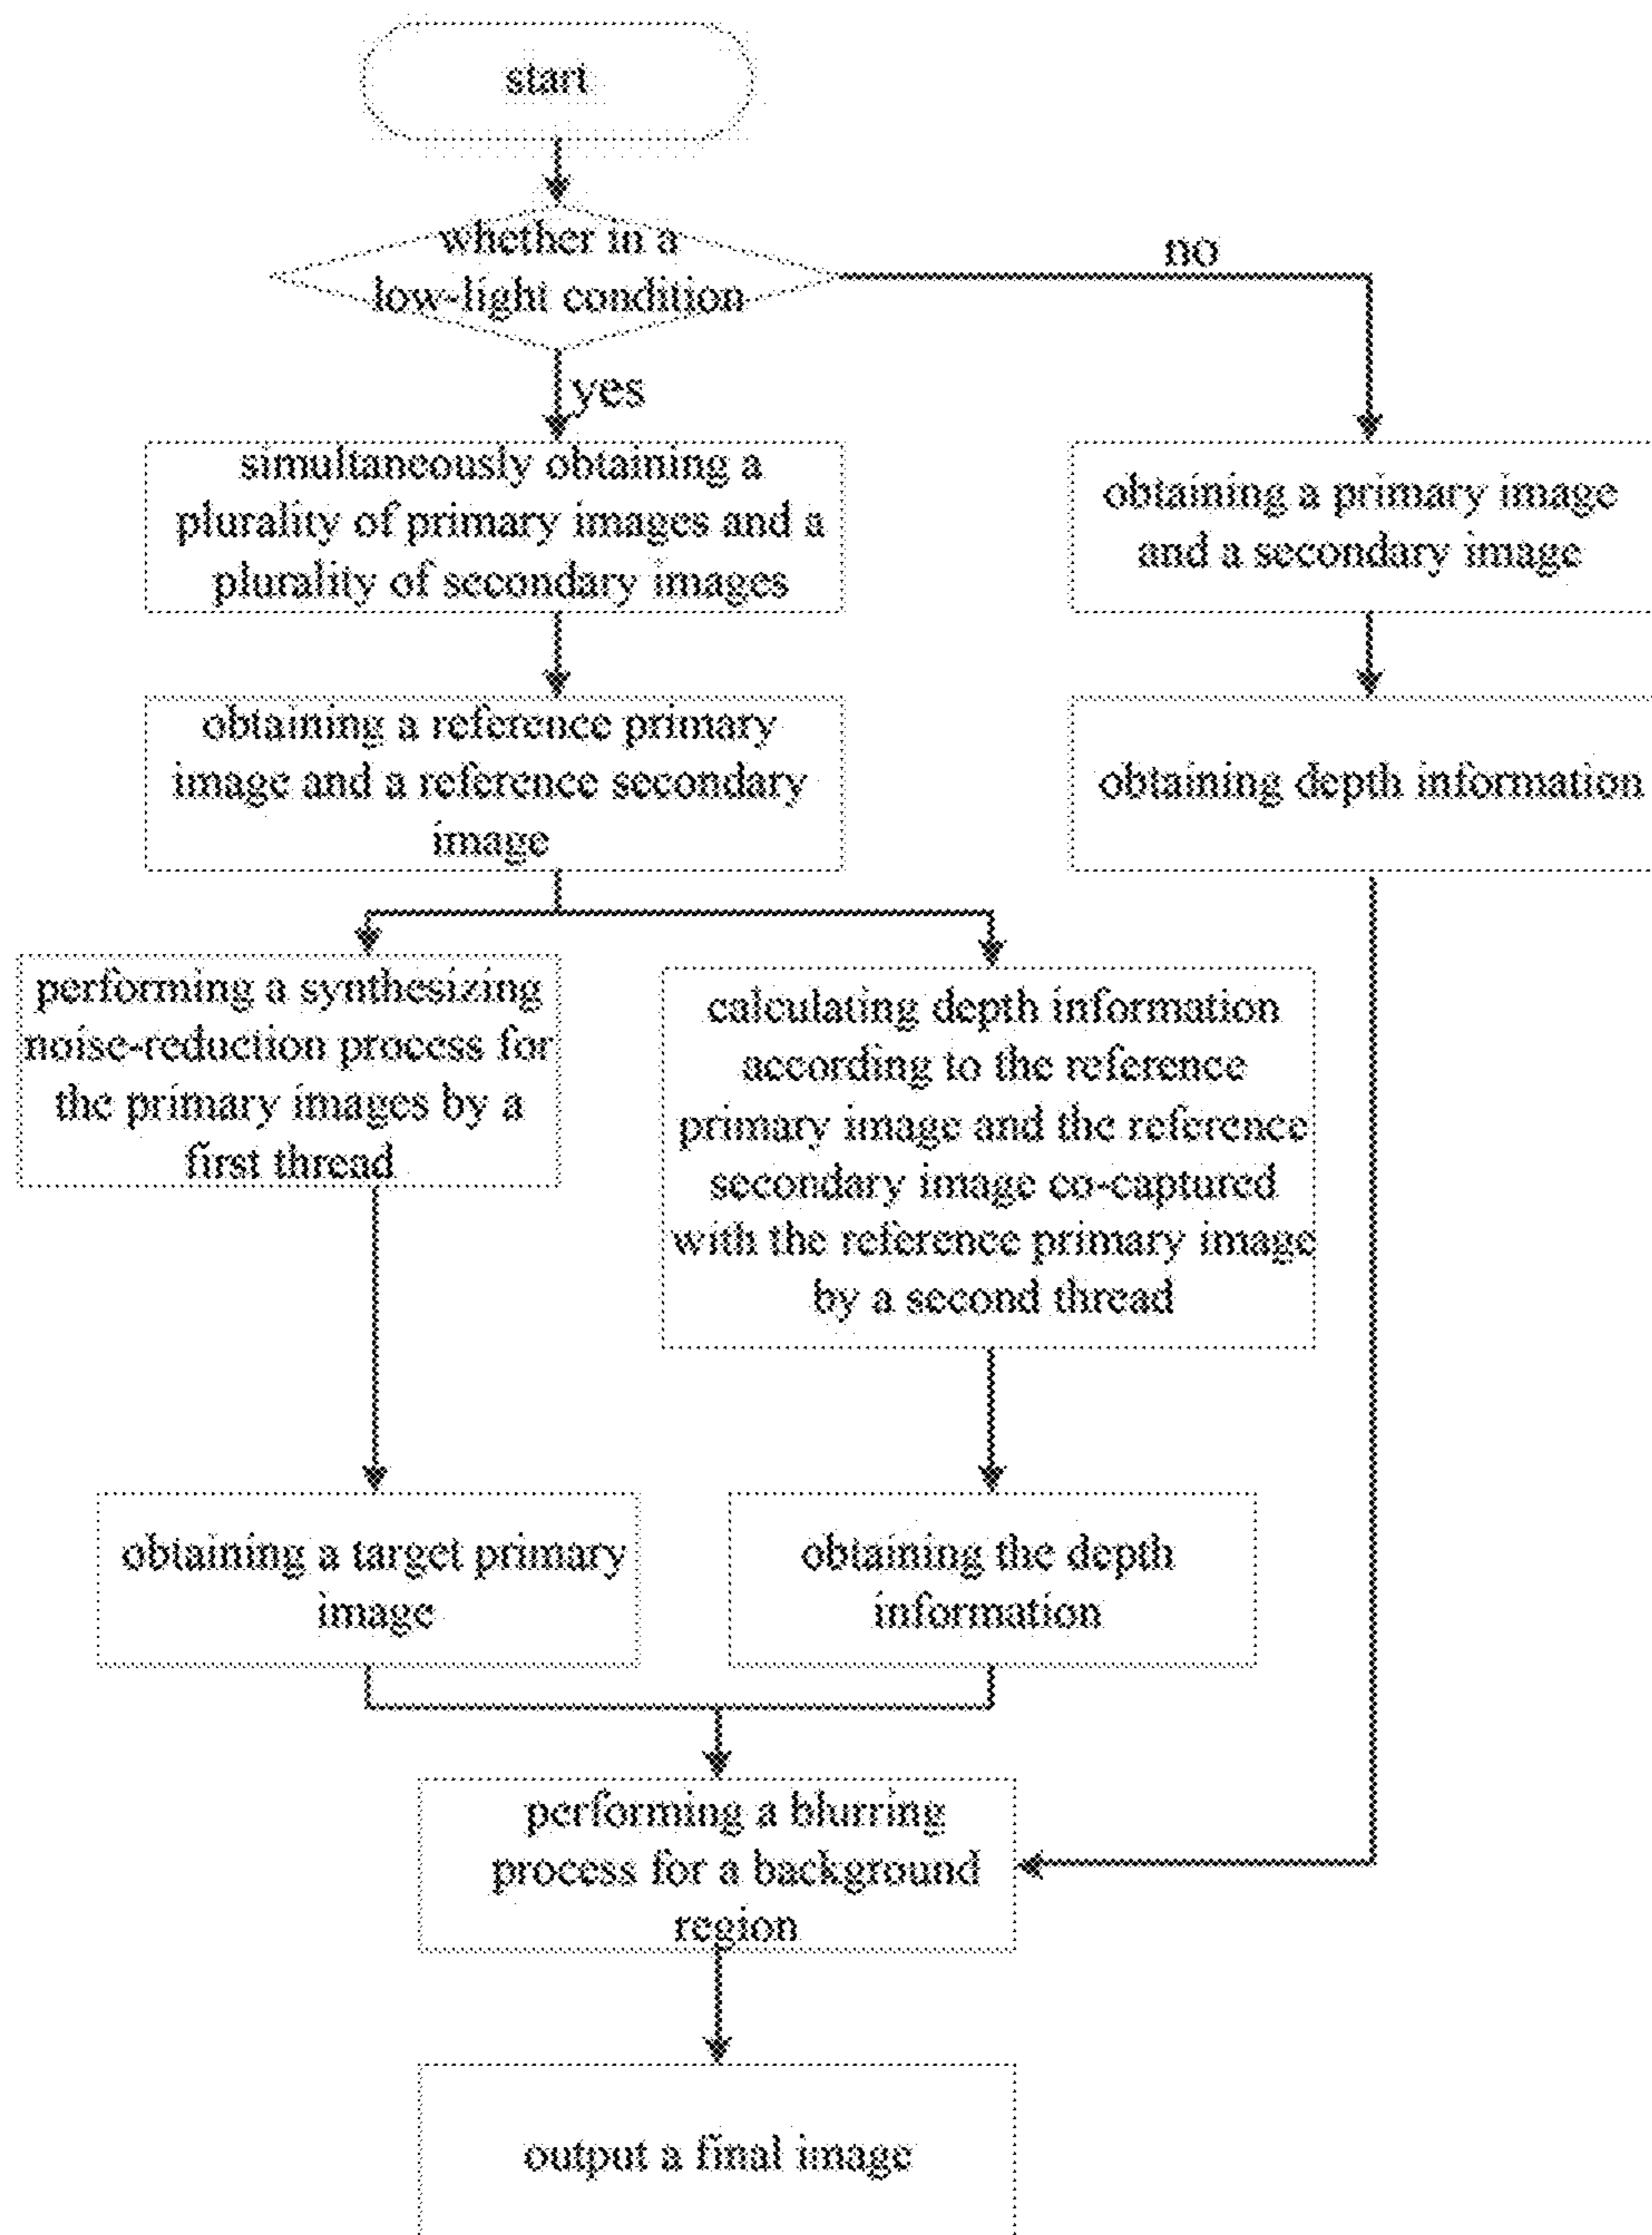 start
whether in a
low-light condition
no
yes
simultaneously obtaining a
plurality of primary images and a
plurality of secondary images
obtaining a primary image
and a secondary image
obtaining a reference primary
image and a reference secondary
image
obtaining depth information
performing a synthesizing
noise-reduction process for
the primary images by a
first thread
calculating depth information
according to the reference
primary image and the reference
secondary image co-captured
with the reference primary image
by a second thread
obtaining a target primary
image
obtaining the depth
information
performing a blurring
process for a background
region
output a final image